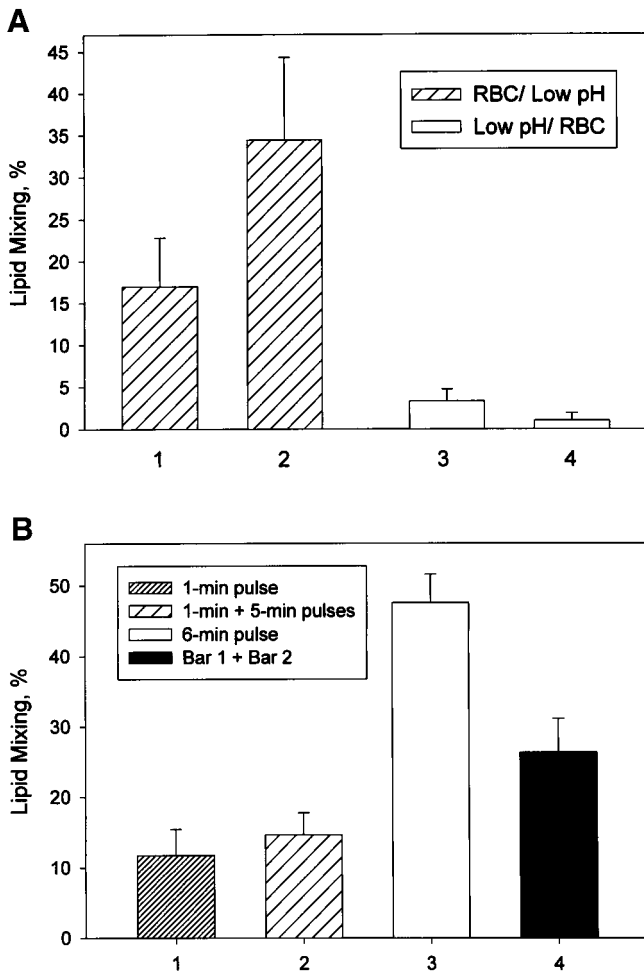 A
45
40
35
30
25
20
15
10
5
0
Lipid Mixing, %
RBC/ Low pH
Low pH/ RBC
1 2 3 4
B
50
40
30
20
10
0
Lipid Mixing, %
1-min pulse
1-min + 5-min pulses
6-min pulse
Bar 1 + Bar 2
1 2 3 4